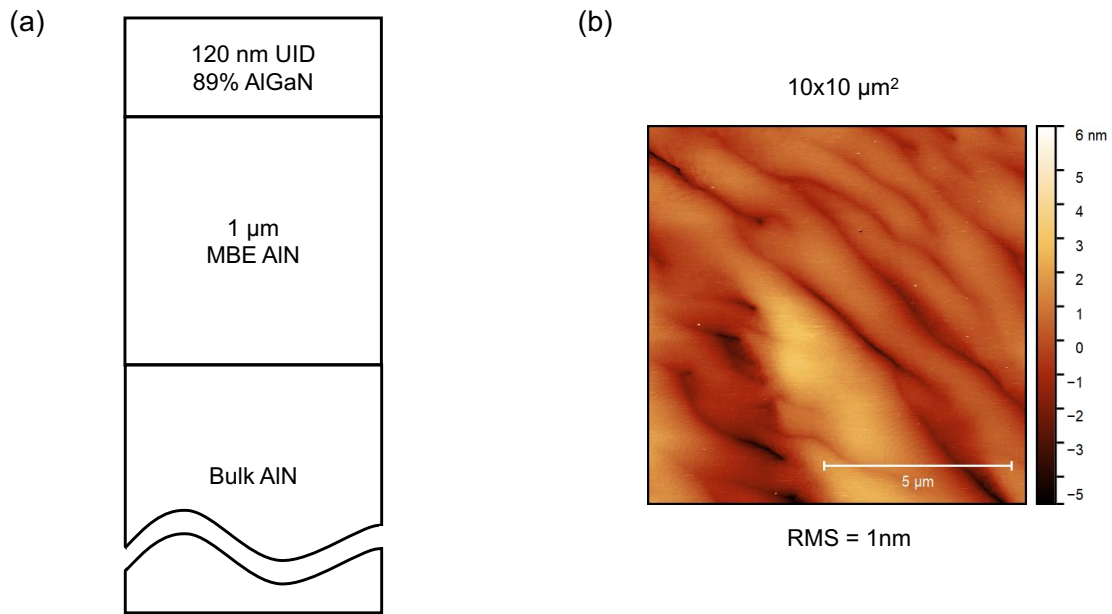 (a)
120 nm UID
89% AlGaN
1 µm
MBE AlN
Bulk AlN
(b)
10x10 µm²
6 nm
5
4
3
2
1
0
−1
−2
−3
−5
5 µm
RMS = 1nm